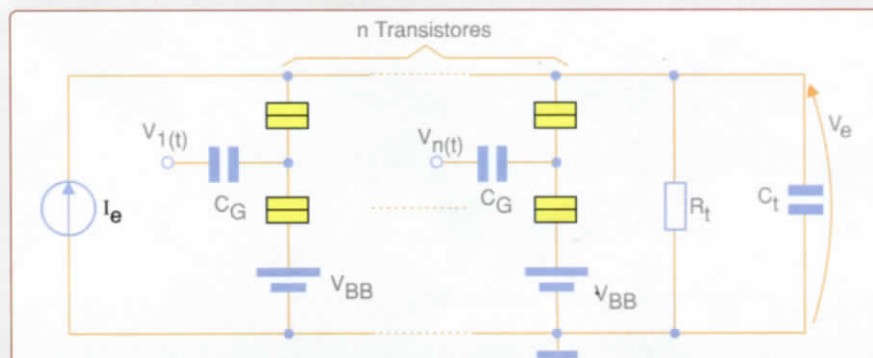 n Transistores
V1(t)
Vn(t)
Ve
Ie
CG
CG
Rt
Ct
VBB
VBB